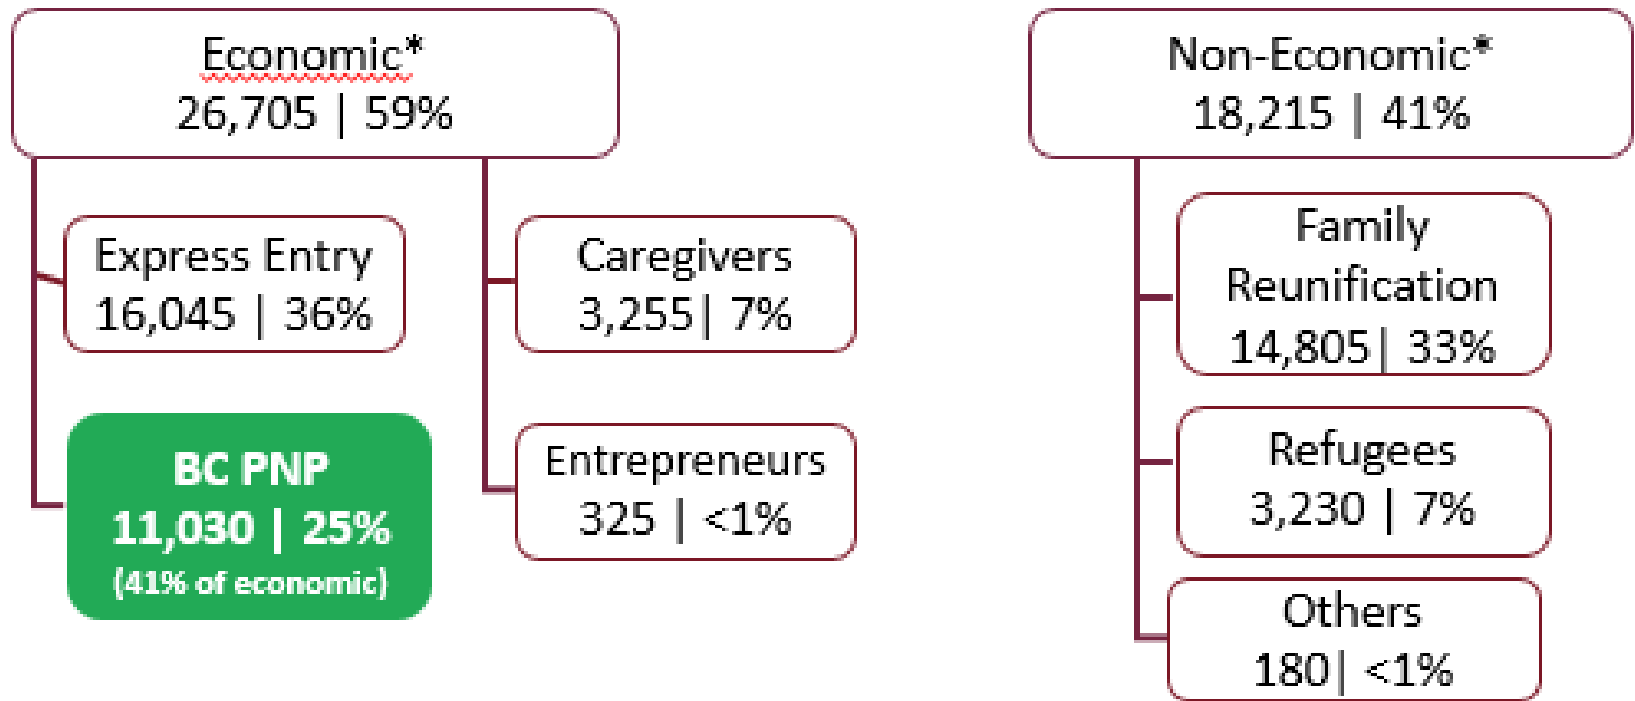 Economic*
26,705 | 59%
Express Entry
16,045 | 36%
BC PNP
11,030 | 25%
(41% of economic)
Caregivers
3,255| 7%
Entrepreneurs
325 | <1%
Non-Economic*
18,215 | 41%
Family
Reunification
14,805| 33%
Refugees
3,230 | 7%
Others
180| <1%